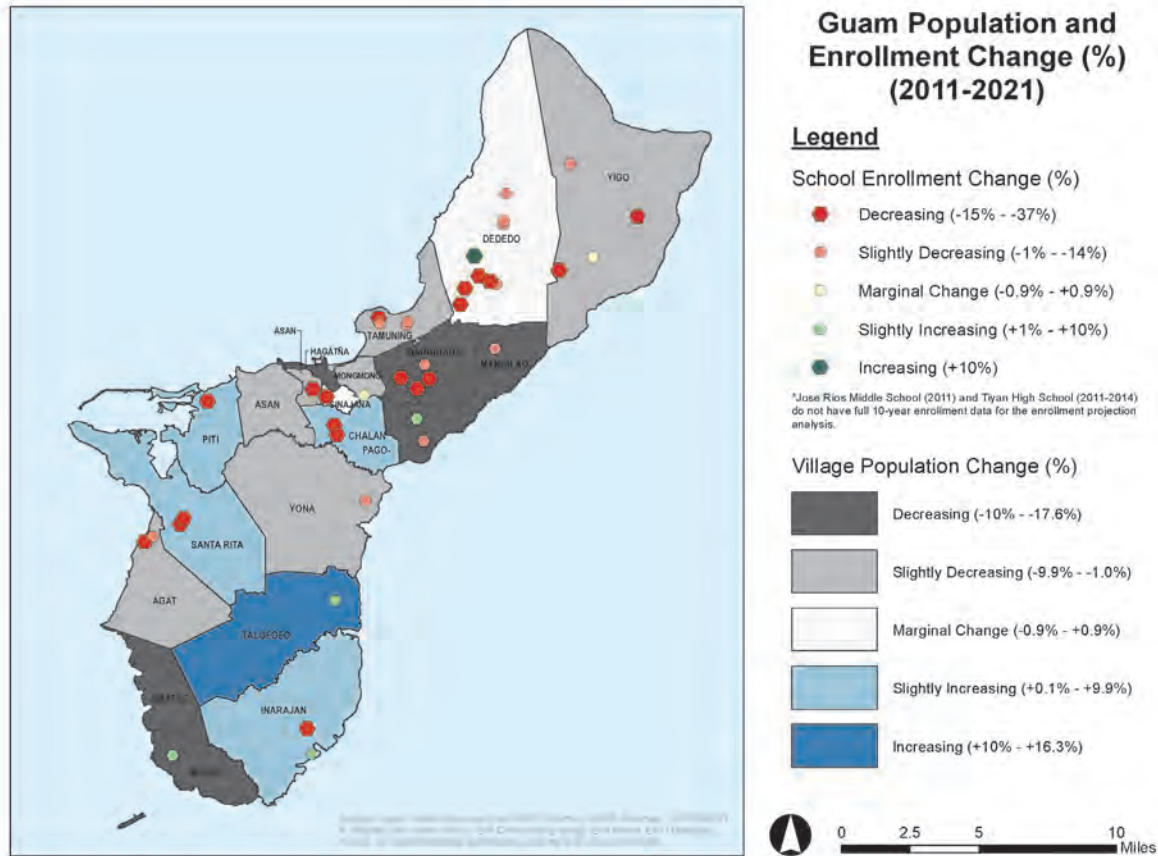 Guam Population and
Enrollment Change (%)
(2011-2021)
Legend
School Enrollment Change (%)
Decreasing (-15% - -37%)
Slightly Decreasing (-1% - -14%)
Marginal Change (-0.9% - +0.9%)
Slightly Increasing (+1% - +10%)
Increasing (+10%)
*Jose Rios Middle School (2011) and Tiyan High School (2011-2014)
do not have full 10-year enrollment data for the enrollment projection
analysis.
Village Population Change (%)
Decreasing (-10% - -17.6%)
Slightly Decreasing (-9.9% - -1.0%)
Marginal Change (-0.9% - +0.9%)
Slightly Increasing (+0.1% - +9.9%)
Increasing (+10% - +16.3%)
0 2.5 5 10
Miles
YIGO
DEDEDO
TAMUNING
ASAN
HAGÅTÑA
MONGMONG
SINAJANA
ASAN
PITI
CHALAN
PAGO-
YONA
SANTA RITA
AGAT
TALOFOFO
INARAJAN